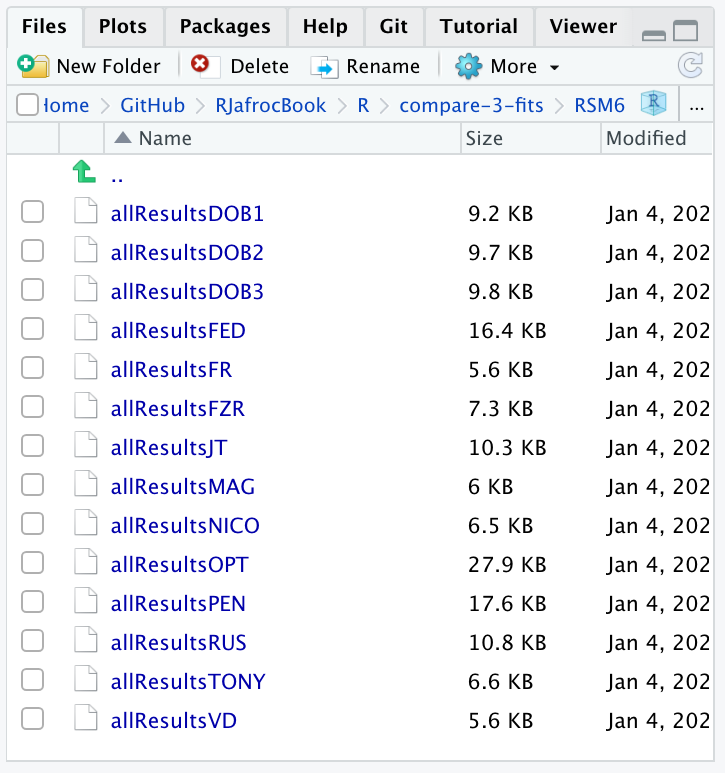 Files Plots Packages Help Git Tutorial Viewer
New Folder Delete Rename More
Home GitHub RJafrocBook R compare-3-fits RSM6 R ...
Name Size Modified
..
allResultsDOB1 9.2 KB Jan 4, 202
allResultsDOB2 9.7 KB Jan 4, 202
allResultsDOB3 9.8 KB Jan 4, 202
allResultsFED 16.4 KB Jan 4, 202
allResultsFR 5.6 KB Jan 4, 202
allResultsFZR 7.3 KB Jan 4, 202
allResultsJT 10.3 KB Jan 4, 202
allResultsMAG 6 KB Jan 4, 202
allResultsNICO 6.5 KB Jan 4, 202
allResultsOPT 27.9 KB Jan 4, 202
allResultsPEN 17.6 KB Jan 4, 202
allResultsRUS 10.8 KB Jan 4, 202
allResultsTONY 6.6 KB Jan 4, 202
allResultsVD 5.6 KB Jan 4, 202